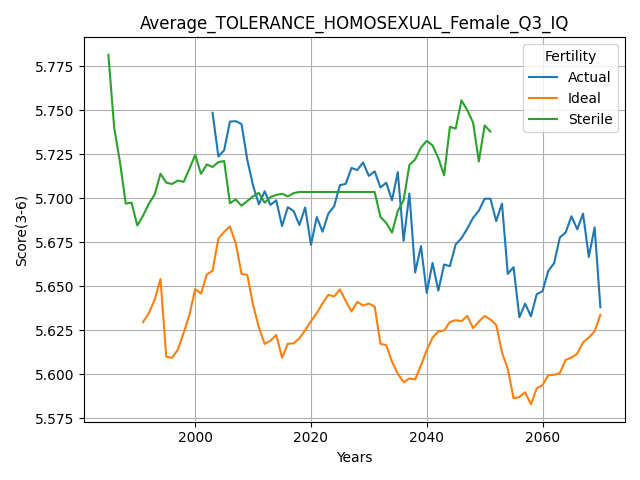 Average_TOLERANCE_HOMOSEXUAL_Female_Q3_IQ
Fertility
Actual
Ideal
Sterile
Score(3-6)
5.775
5.750
5.725
5.700
5.675
5.650
5.625
5.600
5.575
2000
2020
2040
2060
Years